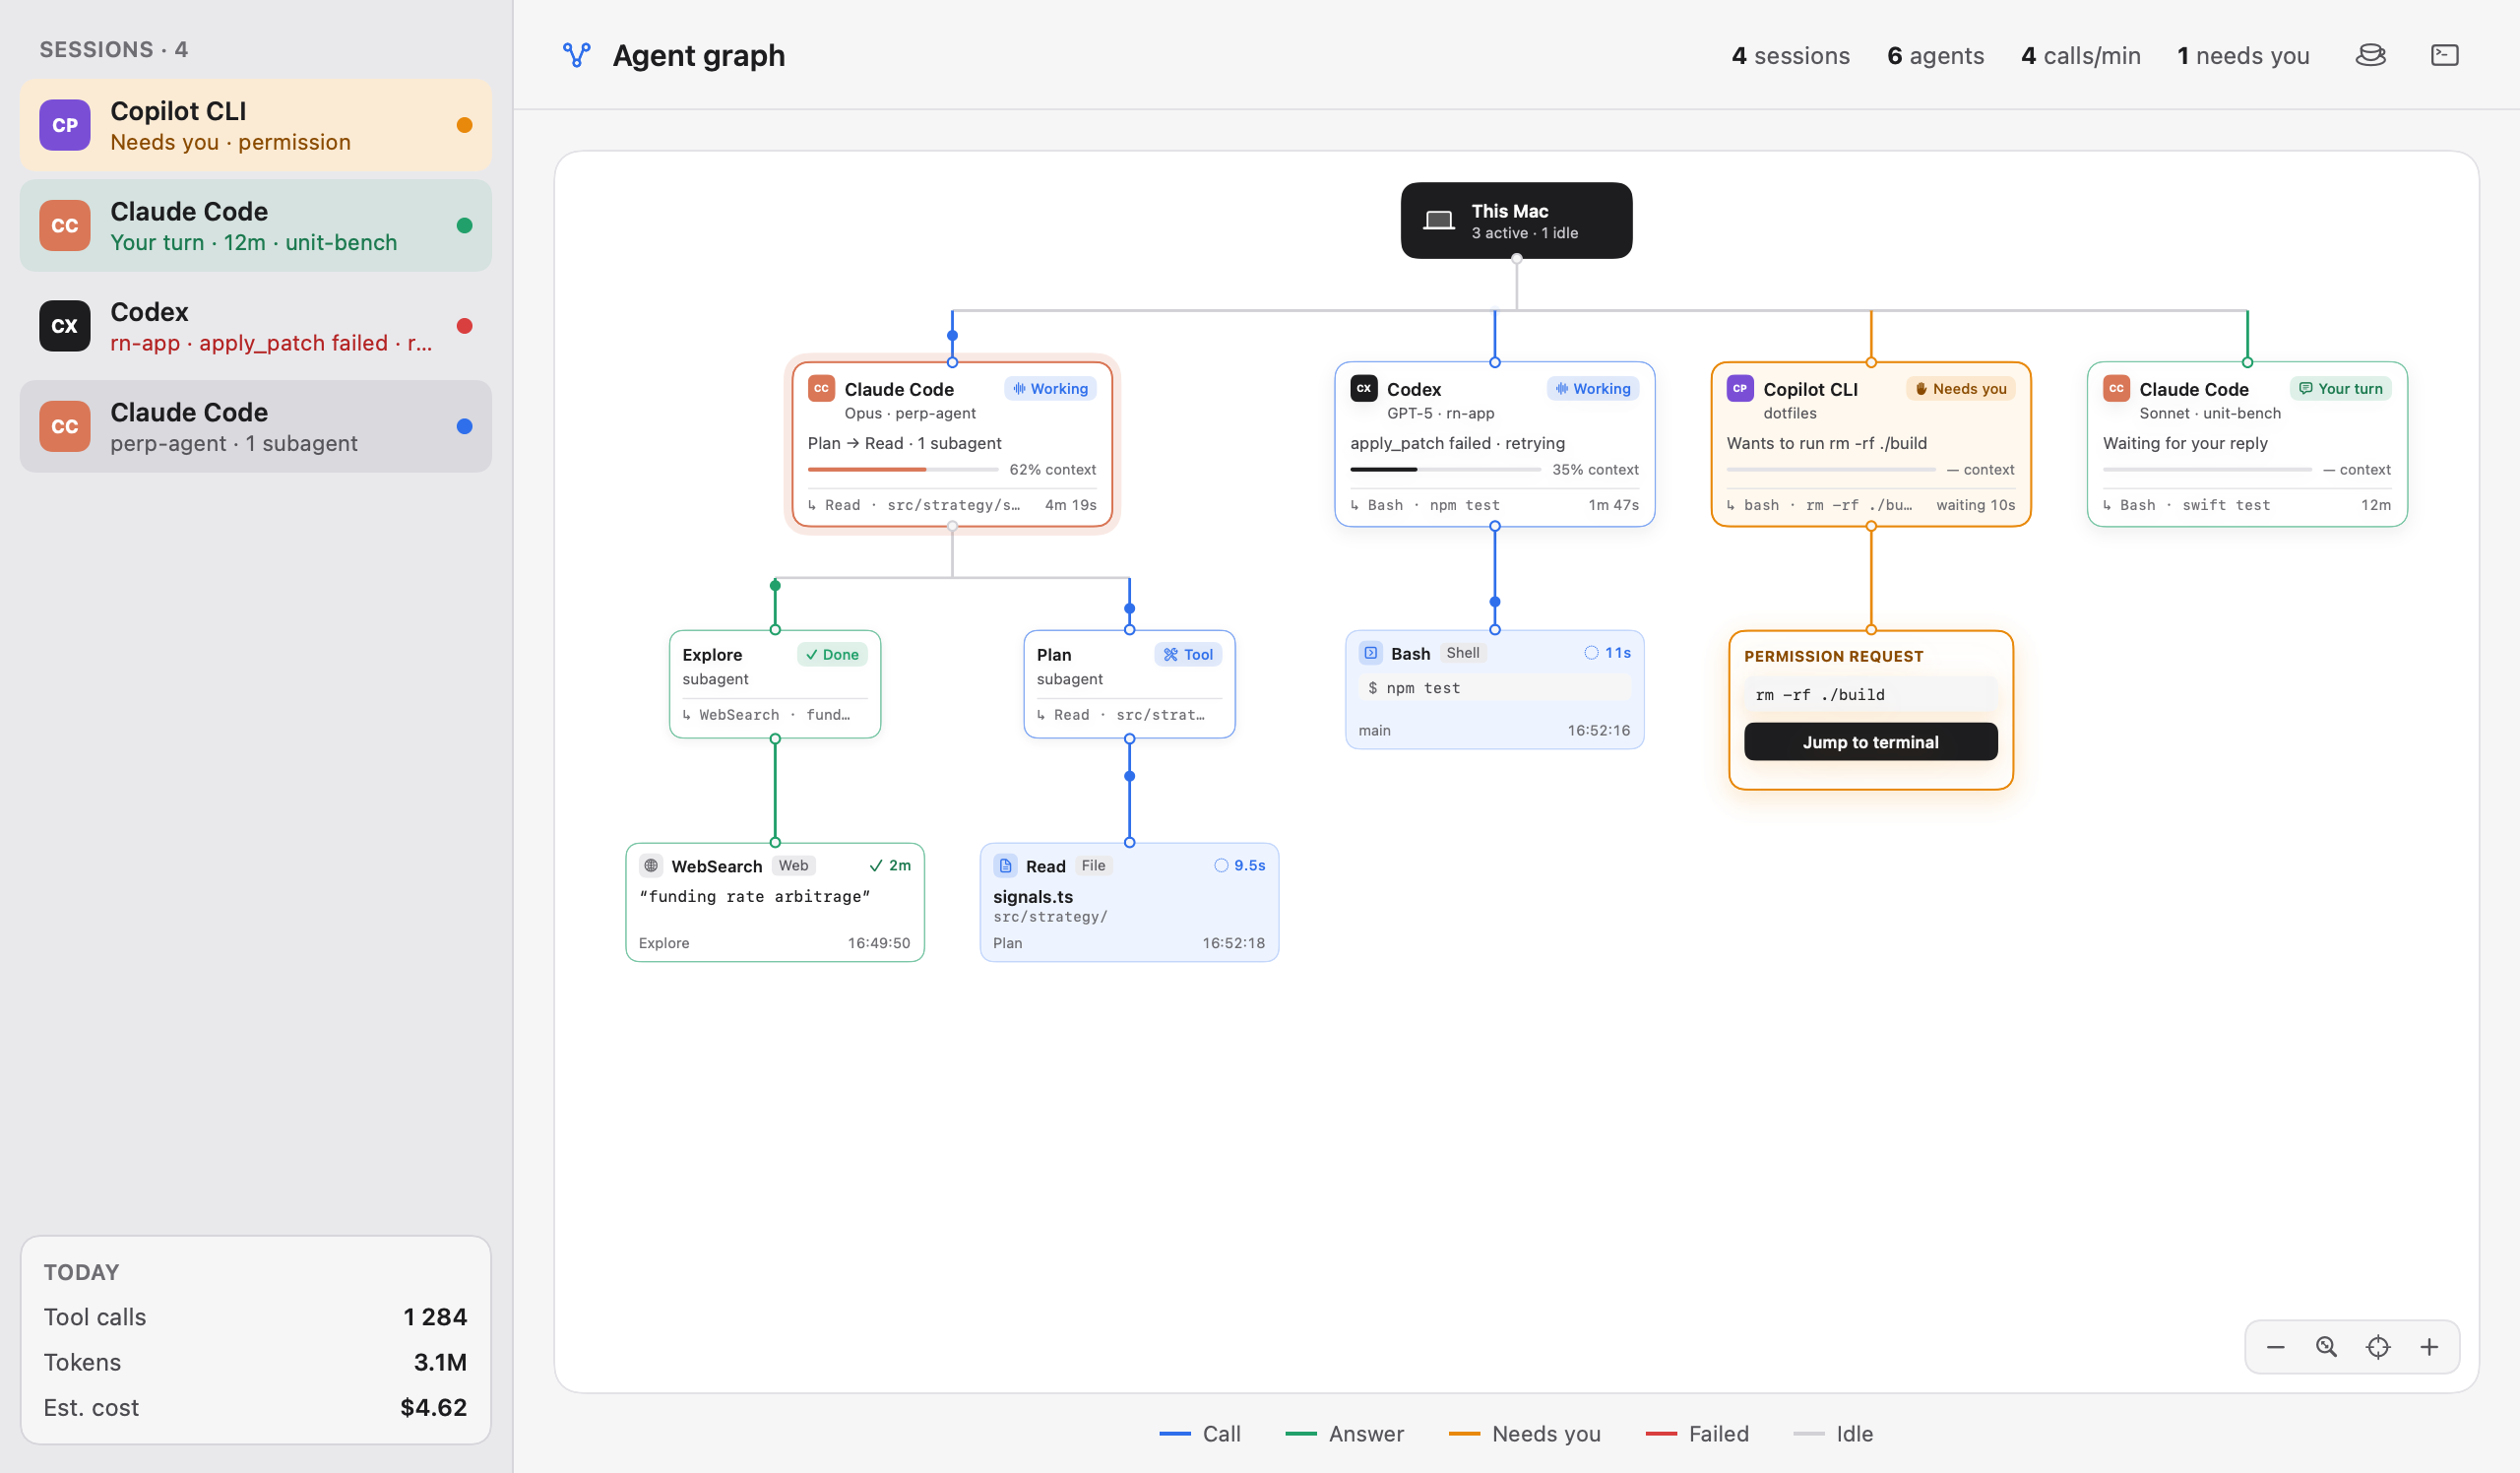 SESSIONS · 4
CP
Copilot CLI
Needs you · permission
CC
Claude Code
Your turn · 12m · unit-bench
CX
Codex
rn-app · apply_patch failed · r...
CC
Claude Code
perp-agent · 1 subagent
TODAY
Tool calls 1 284
Tokens 3.1M
Est. cost $4.62
Agent graph
4 sessions 6 agents 4 calls/min 1 needs you
This Mac
3 active · 1 idle
CC Claude Code Working
Opus · perp-agent
Plan → Read · 1 subagent
62% context
↳ Read · src/strategy/s… 4m 19s
CX Codex Working
GPT-5 · rn-app
apply_patch failed · retrying
35% context
↳ Bash · npm test 1m 47s
CP Copilot CLI Needs you
dotfiles
Wants to run rm -rf ./build
— context
↳ bash · rm -rf ./bu… waiting 10s
CC Claude Code Your turn
Sonnet · unit-bench
Waiting for your reply
— context
↳ Bash · swift test 12m
Explore Done
subagent
↳ WebSearch · fund…
Plan Tool
subagent
↳ Read · src/strat…
Bash Shell 11s
$ npm test
main 16:52:16
PERMISSION REQUEST
rm -rf ./build
Jump to terminal
WebSearch Web 2m
“funding rate arbitrage”
Explore 16:49:50
Read File 9.5s
signals.ts
src/strategy/
Plan 16:52:18
Call Answer Needs you Failed Idle